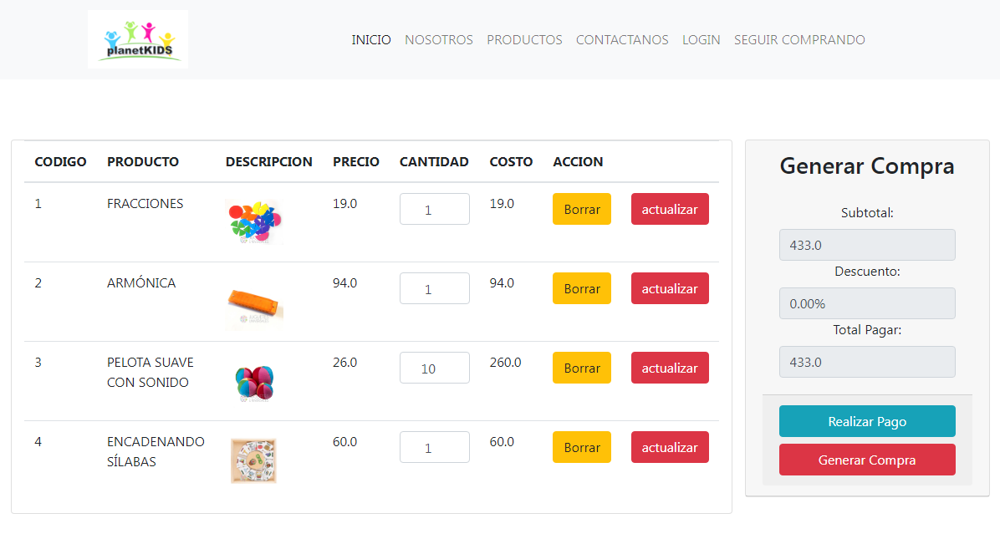 planetKIDS
INICIO NOSOTROS PRODUCTOS CONTACTANOS LOGIN SEGUIR COMPRANDO
CODIGO PRODUCTO DESCRIPCION PRECIO CANTIDAD COSTO ACCION
1 FRACCIONES 19.0 1 19.0 Borrar actualizar
2 ARMÓNICA 94.0 1 94.0 Borrar actualizar
3 PELOTA SUAVE 26.0 10 260.0 Borrar actualizar
CON SONIDO
4 ENCADENANDO 60.0 1 60.0 Borrar actualizar
SÍLABAS
Generar Compra
Subtotal:
433.0
Descuento:
0.00%
Total Pagar:
433.0
Realizar Pago
Generar Compra